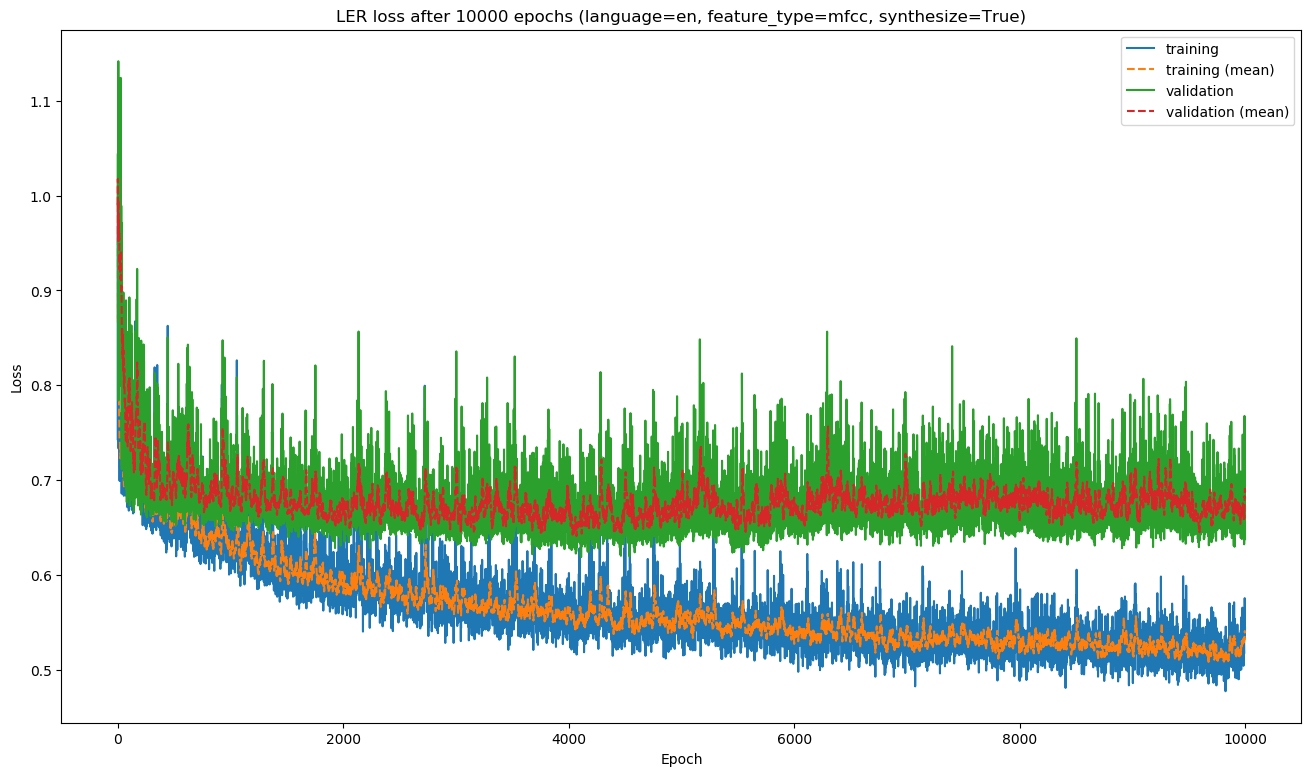 LER loss after 10000 epochs (language=en, feature_type=mfcc, synthesize=True)
training
training (mean)
validation
validation (mean)
Loss
1.1
1.0
0.9
0.8
0.7
0.6
0.5
0 2000 4000 6000 8000 10000
Epoch